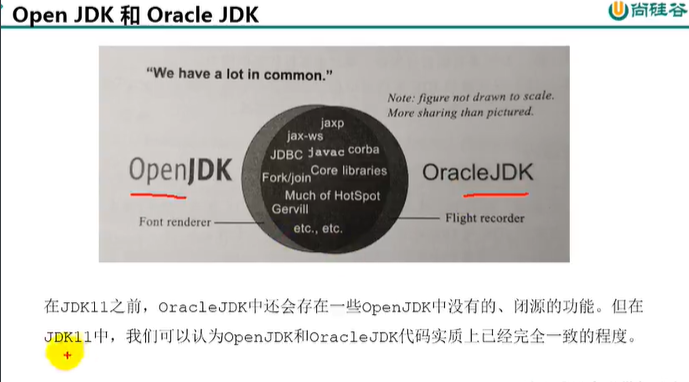 Open JDK 和 Oracle JDK
尚硅谷
“We have a lot in common.”
Note: figure not drawn to scale.
More sharing than pictured.
jaxp
jax-ws
JDBC javac corba
Fork/join Core libraries
Much of HotSpot
Gervill
etc., etc.
OpenJDK
OracleJDK
Font renderer
Flight recorder
在JDK11之前，OracleJDK中还会存在一些OpenJDK中没有的、闭源的功能。但在
JDK11中，我们可以认为OpenJDK和OracleJDK代码实质上已经完全一致的程度。